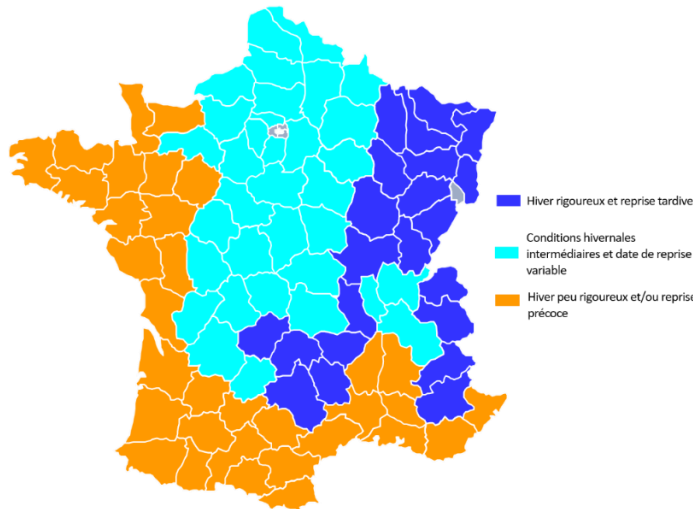 Hiver rigoureux et reprise tardive
Conditions hivernales
intermédiaires et date de reprise
variable
Hiver peu rigoureux et/ou reprise
précoce